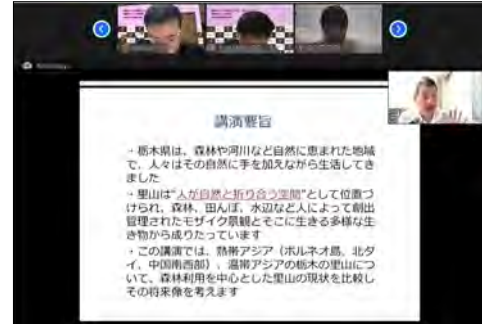 講演要旨
・栃木県は、森林や河川など自然に恵まれた地域
で、人々はその自然に手を加えながら生活してき
ました
・里山は“人が自然と折り合う空間”として位置づ
けられ、森林、田んぼ、水辺など人によって創出
管理されたモザイク景観とそこに生きる多様な生
き物から成りたっています
・この講演では、熱帯アジア（ボルネオ島、北タ
イ、中国南西部）、温帯アジアの栃木の里山につ
いて、森林利用を中心とした里山の現状を比較し
その将来像を考えます